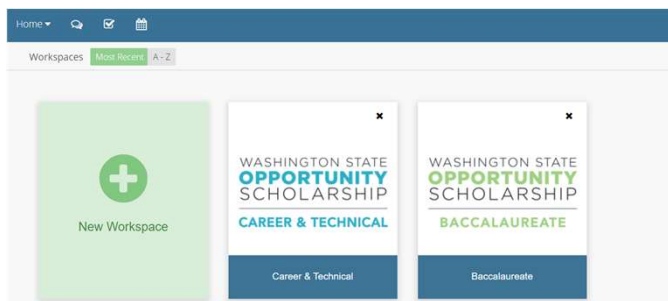 Home
Workspaces Most Recent A - Z
New Workspace
WASHINGTON STATE
OPPORTUNITY
SCHOLARSHIP
CAREER & TECHNICAL
Career & Technical
WASHINGTON STATE
OPPORTUNITY
SCHOLARSHIP
BACCALAUREATE
Baccalaureate